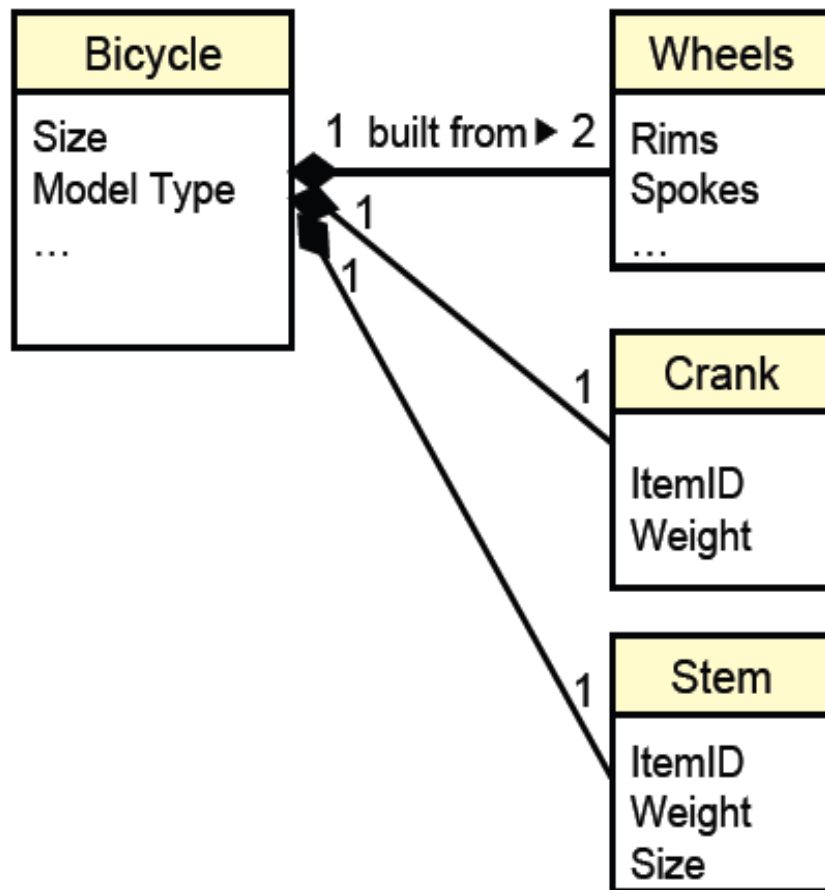 Bicycle
Size
Model Type
...
1 built from ▶ 2
Wheels
Rims
Spokes
...
1
1
Crank
ItemID
Weight
1
1
Stem
ItemID
Weight
Size